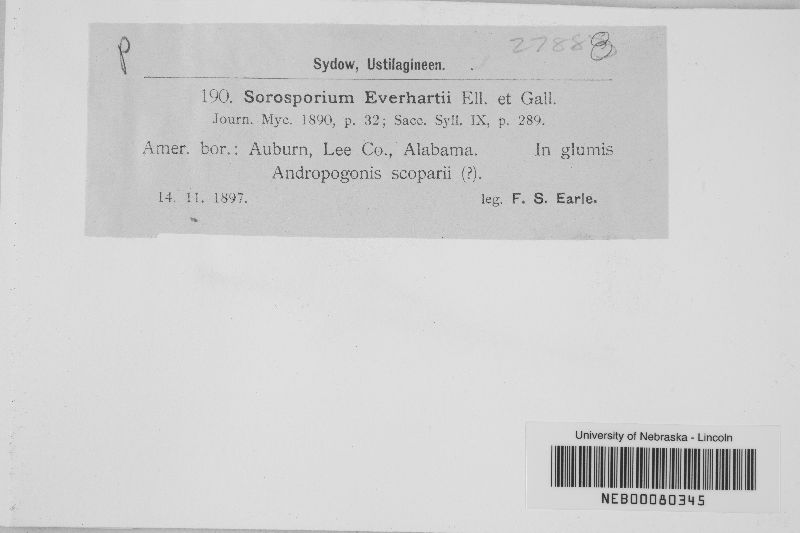 P
27888
Sydow, Ustilagineen.
190. Sorosporium Everhartii Ell. et Gall.
Journ. Myc. 1890, p. 32; Sacc. Syll. IX, p. 289.
Amer. bor.: Auburn, Lee Co., Alabama. In glumis
Andropogonis scoparii (?).
14. 11. 1897. leg. F. S. Earle.
University of Nebraska - Lincoln
NEB00080345